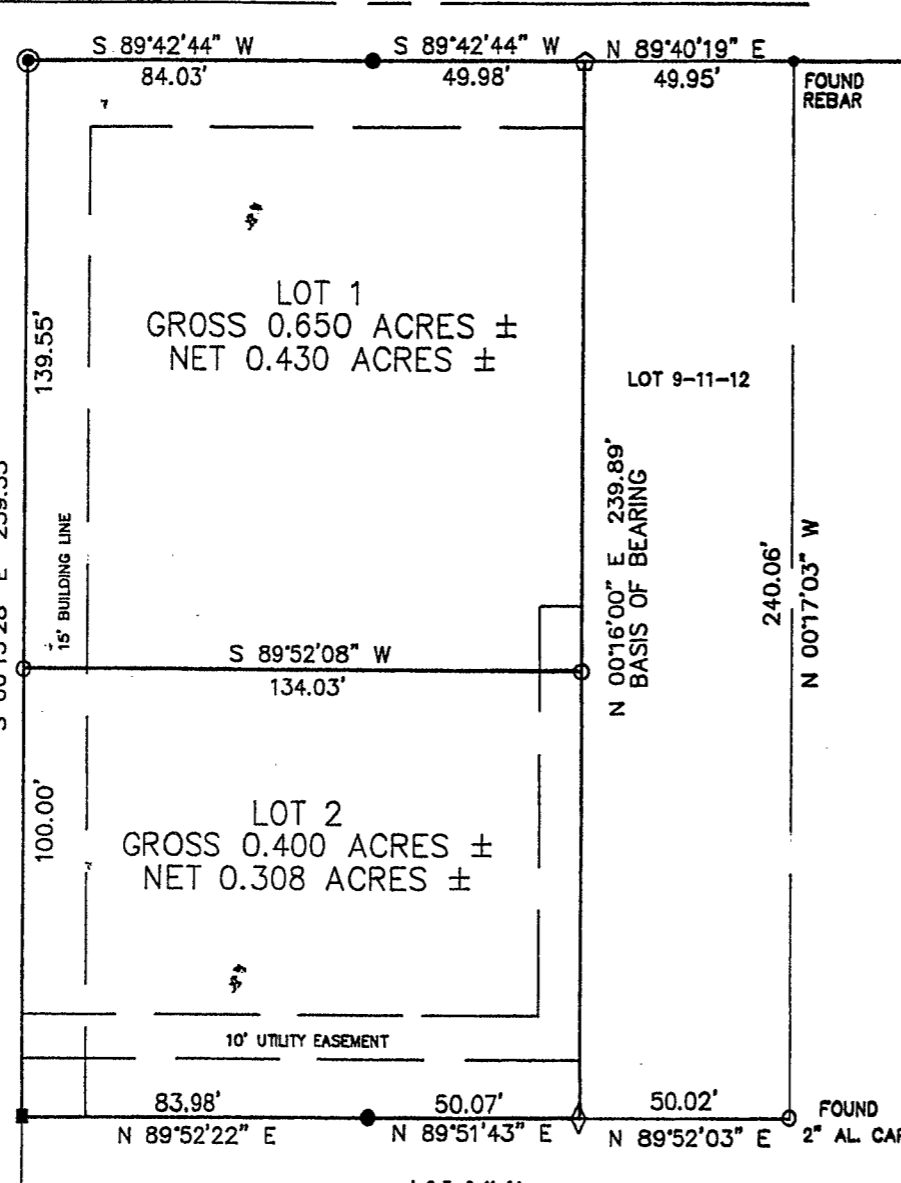 S 89°42'44" W
84.03'
S 89°42'44" W
49.98'
N 89°40'19" E
49.95'
FOUND
REBAR
LOT 1
GROSS 0.650 ACRES ±
NET 0.430 ACRES ±
139.55'
LOT 9-11-12
15' BUILDING LINE
N 00°16'00" E 239.89'
BASIS OF BEARING
240.06'
N 00°17'03" W
S 89°52'08" W
134.03'
100.00'
LOT 2
GROSS 0.400 ACRES ±
NET 0.308 ACRES ±
10' UTILITY EASEMENT
83.98'
N 89°52'22" E
50.07'
N 89°51'43" E
50.02'
N 89°52'03" E
FOUND
2" AL. CAP